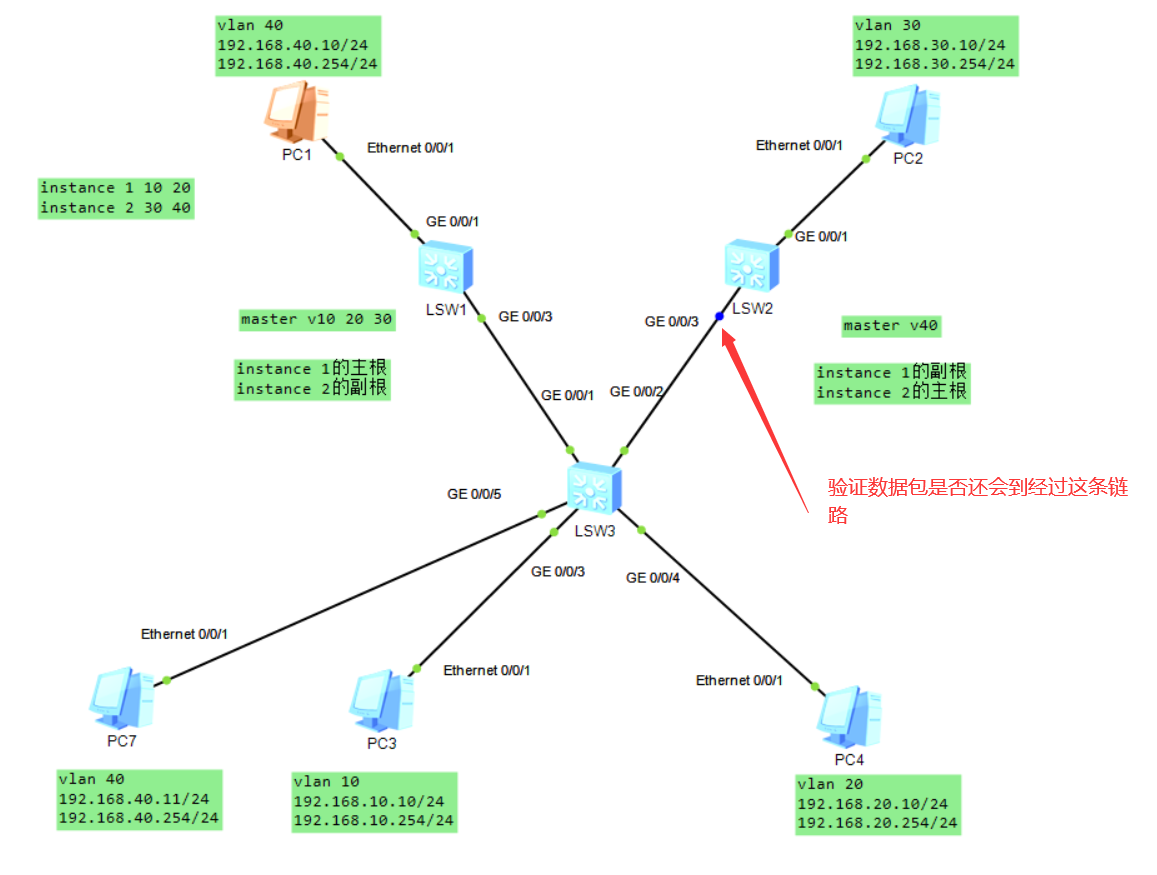 vlan 40
192.168.40.10/24
192.168.40.254/24
vlan 30
192.168.30.10/24
192.168.30.254/24
PC1
Ethernet 0/0/1
Ethernet 0/0/1
PC2
instance 1 10 20
instance 2 30 40
GE 0/0/1
GE 0/0/1
LSW1
LSW2
master v10 20 30
GE 0/0/3
GE 0/0/3
master v40
instance 1的主根
instance 2的副根
instance 1的副根
instance 2的主根
GE 0/0/1
GE 0/0/2
验证数据包是否还会到经过这条链
路
GE 0/0/5
LSW3
GE 0/0/3
GE 0/0/4
Ethernet 0/0/1
Ethernet 0/0/1
Ethernet 0/0/1
PC7
PC3
PC4
vlan 40
192.168.40.11/24
192.168.40.254/24
vlan 10
192.168.10.10/24
192.168.10.254/24
vlan 20
192.168.20.10/24
192.168.20.254/24